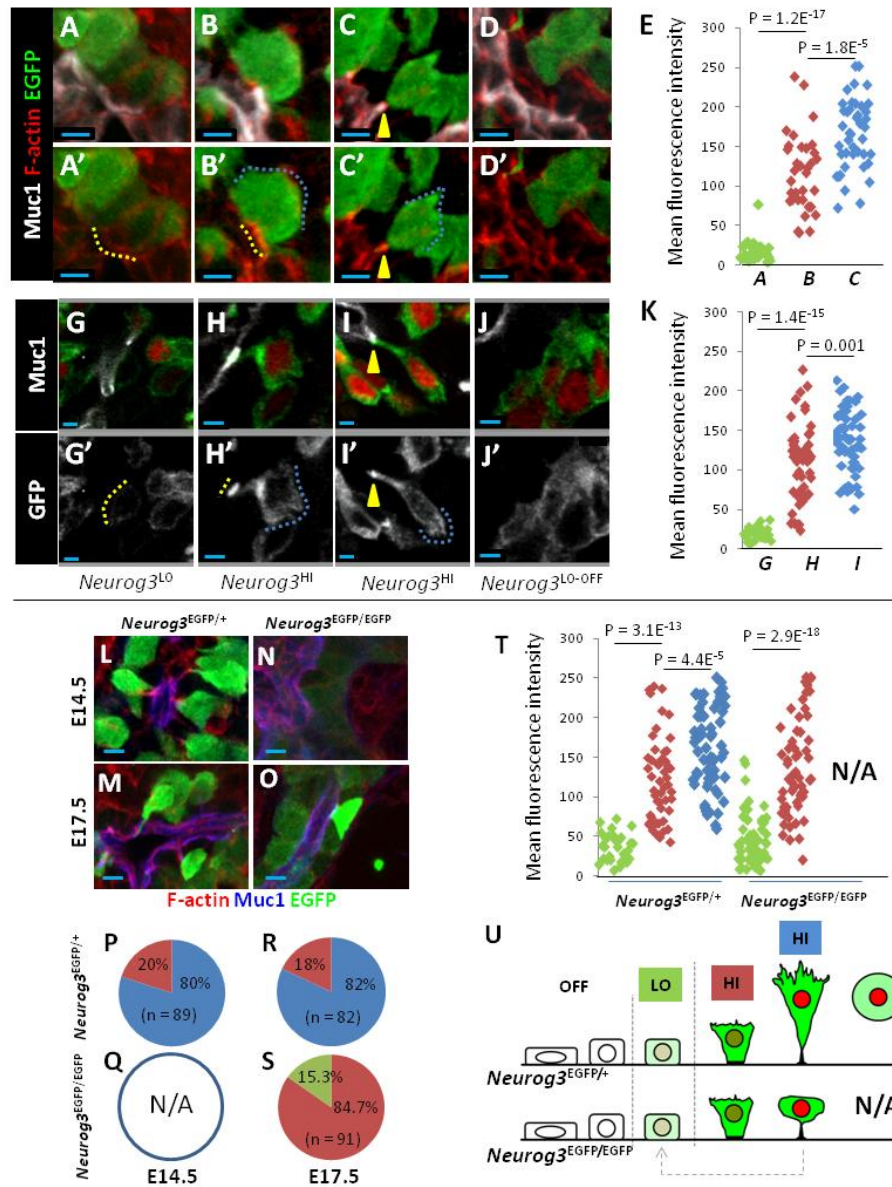 Muc1 F-actin EGFP
A
B
C
D
A’
B’
C’
D’
E
Mean fluorescence intensity
P = 1.2E-17
P = 1.8E-5
300
250
200
150
100
50
0
A B C
Muc1
GFP
G
H
I
J
G’
H’
I’
J’
Neurog3LO
Neurog3HI
Neurog3HI
Neurog3LO-OFF
K
Mean fluorescence intensity
P = 1.4E-15
P = 0.001
300
250
200
150
100
50
0
G H I
Neurog3EGFP/+
Neurog3EGFP/EGFP
E14.5
E17.5
L
N
M
O
F-actin Muc1 EGFP
T
Mean fluorescence intensity
P = 3.1E-13
P = 4.4E-5
P = 2.9E-18
300
250
200
150
100
50
0
N/A
Neurog3EGFP/+
Neurog3EGFP/EGFP
Neurog3EGFP/+
P
20%
80%
(n = 89)
R
18%
82%
(n = 82)
Neurog3EGFP/EGFP
Q
N/A
S
15.3%
84.7%
(n = 91)
E14.5
E17.5
U
HI
OFF
LO
HI
Neurog3EGFP/+
N/A
Neurog3EGFP/EGFP